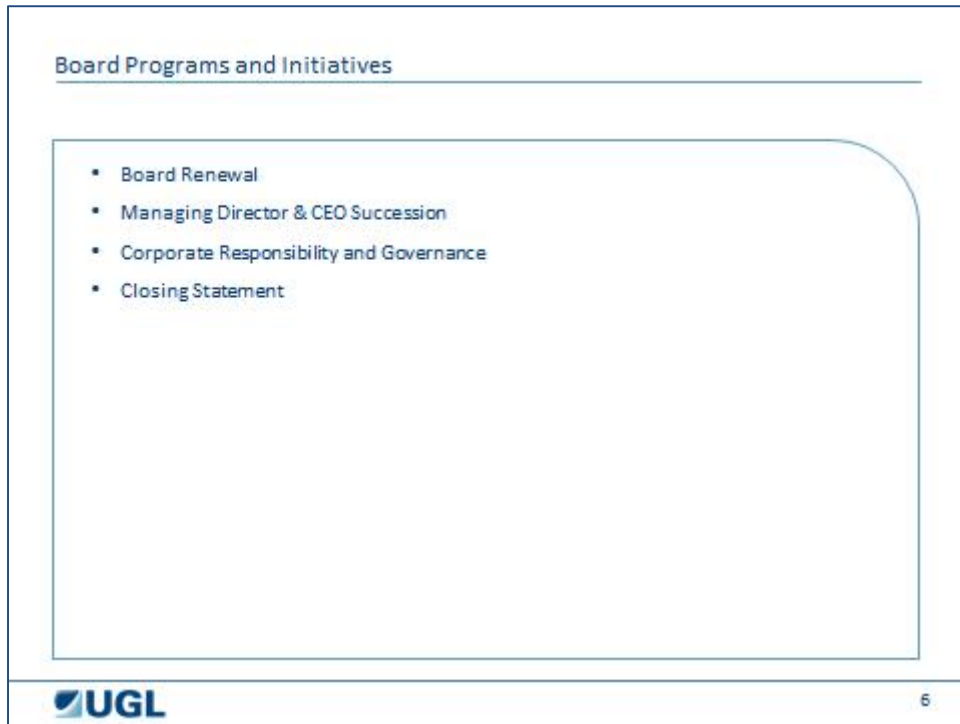 Board Programs and Initiatives
• Board Renewal
• Managing Director & CEO Succession
• Corporate Responsibility and Governance
• Closing Statement
UGL
6